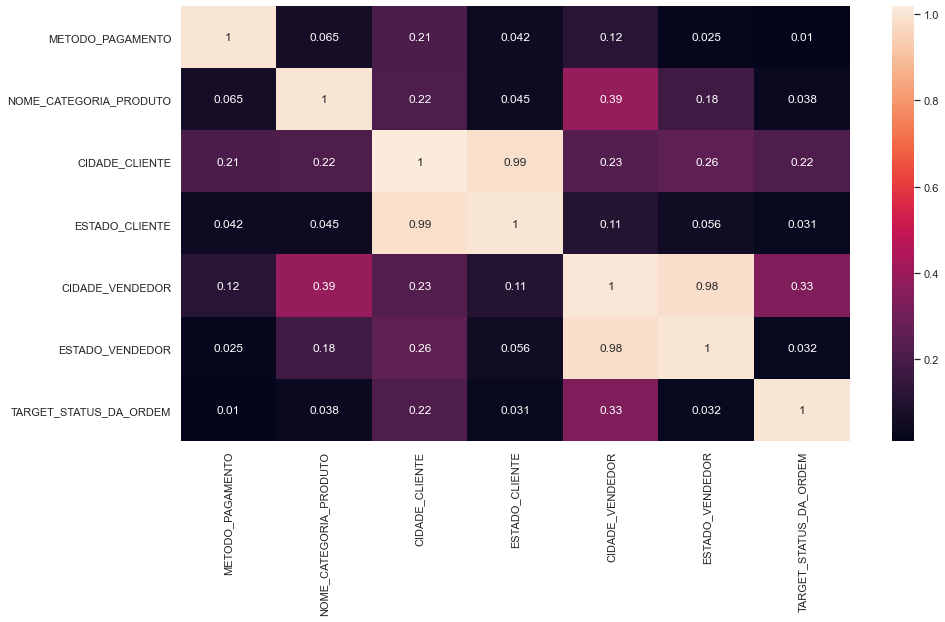 METODO_PAGAMENTO 1 0.065 0.21 0.042 0.12 0.025 0.01
NOME_CATEGORIA_PRODUTO 0.065 1 0.22 0.045 0.39 0.18 0.038
CIDADE_CLIENTE 0.21 0.22 1 0.99 0.23 0.26 0.22
ESTADO_CLIENTE 0.042 0.045 0.99 1 0.11 0.056 0.031
CIDADE_VENDEDOR 0.12 0.39 0.23 0.11 1 0.98 0.33
ESTADO_VENDEDOR 0.025 0.18 0.26 0.056 0.98 1 0.032
TARGET_STATUS_DA_ORDEM 0.01 0.038 0.22 0.031 0.33 0.032 1
METODO_PAGAMENTO
NOME_CATEGORIA_PRODUTO
CIDADE_CLIENTE
ESTADO_CLIENTE
CIDADE_VENDEDOR
ESTADO_VENDEDOR
TARGET_STATUS_DA_ORDEM
1.0
0.8
0.6
0.4
0.2